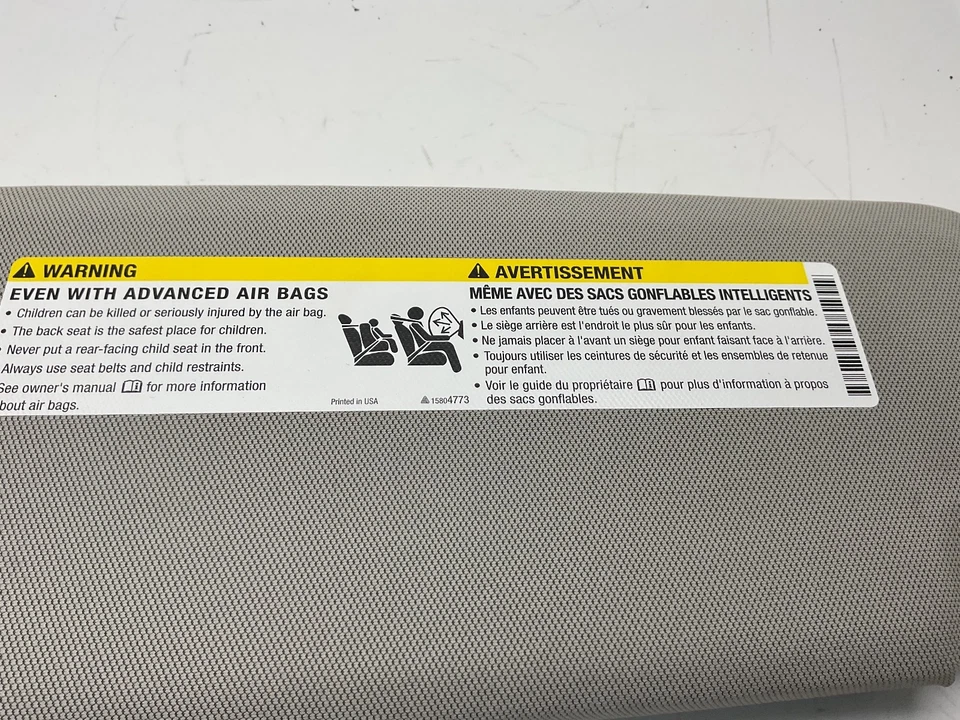 WARNING
EVEN WITH ADVANCED AIR BAGS
• Children can be killed or seriously injured by the air bag.
• The back seat is the safest place for children.
• Never put a rear-facing child seat in the front.
Always use seat belts and child restraints.
See owner's manual for more information
bout air bags.
Printed in USA
15804773
AVERTISSEMENT
MÊME AVEC DES SACS GONFLABLES INTELLIGENTS
• Les enfants peuvent être tués ou gravement blessés par le sac gonflable.
• Le siège arrière est l'endroit le plus sûr pour les enfants.
• Ne jamais placer à l'avant un siège pour enfant faisant face à l'arrière.
• Toujours utiliser les ceintures de sécurité et les ensembles de retenue
pour enfant.
• Voir le guide du propriétaire pour plus d'information à propos
des sacs gonflables.